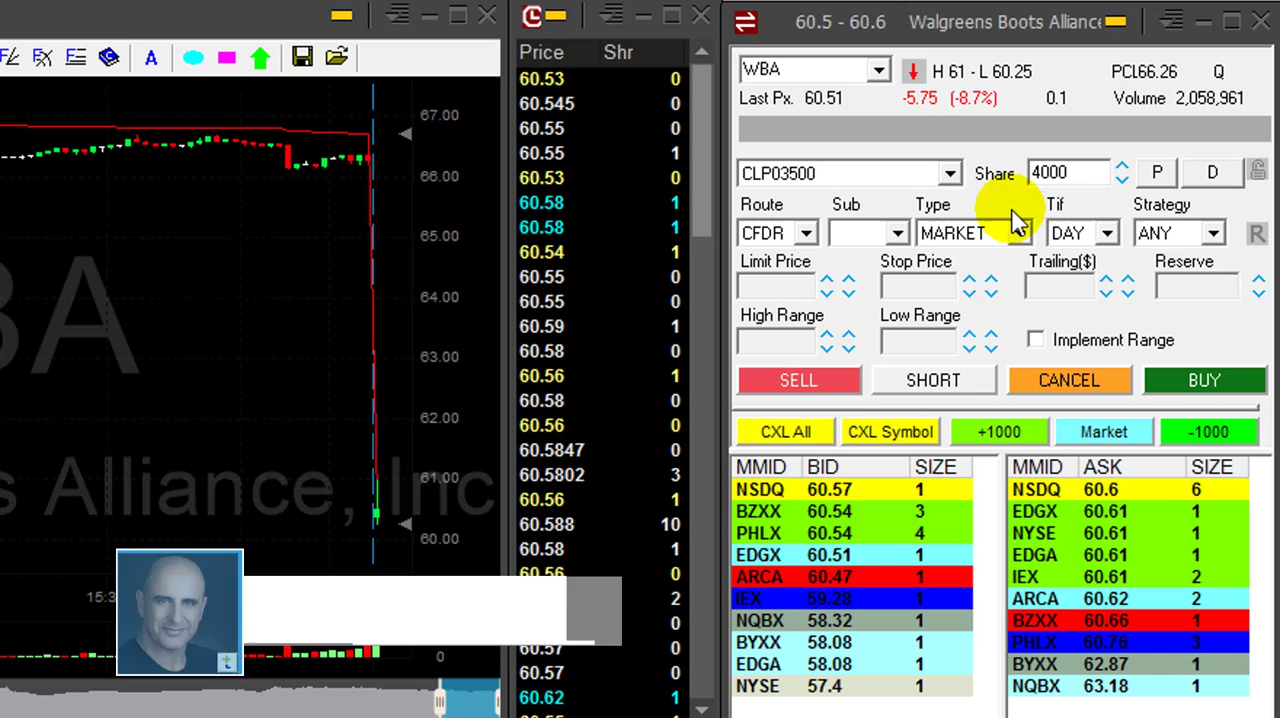 60.5 - 60.6 Walgreens Boots Alliance
A
Price Shr
60.53 0
60.545 0
60.55 0
60.55 1
60.53 0
60.58 1
60.58 1
60.54 0
60.55 0
60.55 0
60.59 1
60.58 0
60.56 1
60.58 0
60.56 0
60.5847 0
60.5802 3
60.56 1
60.588 10
60.58 1
60.56 0
2
0
60.57 0
60.57 0
60.62 1
67.00
66.00
65.00
64.00
63.00
62.00
61.00
60.00
BA
s Alliance, Inc
15:3
0
WBA H 61 - L 60.25 PCL66.26 Q
Last Px. 60.51 -5.75 (-8.7%) 0.1 Volume 2,058,961
CLP03500 Share 4000 P D
Route Sub Type Tif Strategy
CFDR MARKET DAY ANY R
Limit Price Stop Price Trailing($) Reserve
High Range Low Range
Implement Range
SELL SHORT CANCEL BUY
CXL All CXL Symbol +1000 Market -1000
MMID BID SIZE MMID ASK SIZE
NSDQ 60.57 1 NSDQ 60.6 6
BZXX 60.54 3 EDGX 60.61 1
PHLX 60.54 4 NYSE 60.61 1
EDGX 60.51 1 EDGA 60.61 1
ARCA 60.47 1 IEX 60.61 2
IEX 59.28 1 ARCA 60.62 2
NQBX 58.32 1 BZXX 60.66 1
BYXX 58.08 1 PHLX 60.76 3
EDGA 58.08 1 BYXX 62.87 1
NYSE 57.4 1 NQBX 63.18 1